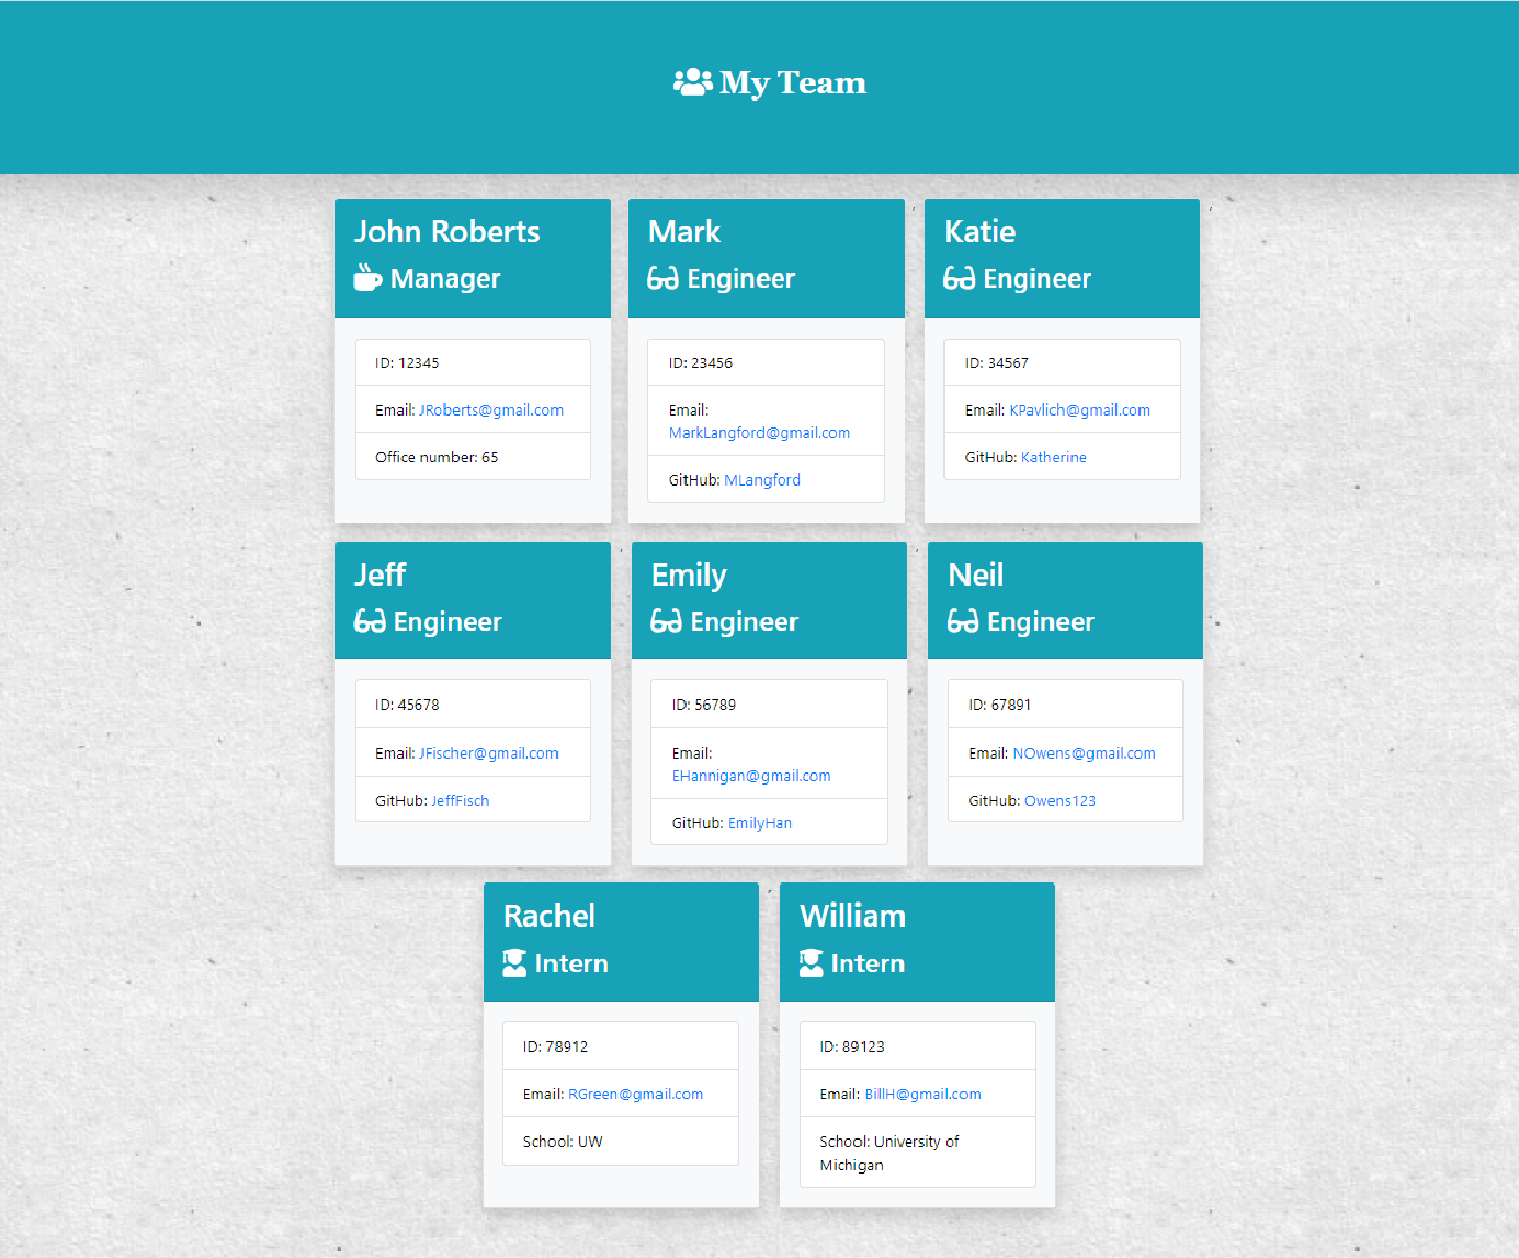 My Team
John Roberts
Manager
ID: 12345
Email: JRoberts@gmail.com
Office number: 65
Mark
Engineer
ID: 23456
Email:
MarkLangford@gmail.com
GitHub: MLangford
,
Katie
Engineer
ID: 34567
Email: KPavlich@gmail.com
GitHub: Katherine
,
Jeff
Engineer
ID: 45678
Email: JFischer@gmail.com
GitHub: JeffFisch
,
Emily
Engineer
ID: 56789
Email:
EHannigan@gmail.com
GitHub: EmilyHan
,
Neil
Engineer
ID: 67891
Email: NOwens@gmail.com
GitHub: Owens123
Rachel
Intern
ID: 78912
Email: RGreen@gmail.com
School: UW
,
William
Intern
ID: 89123
Email: BillH@gmail.com
School: University of
Michigan